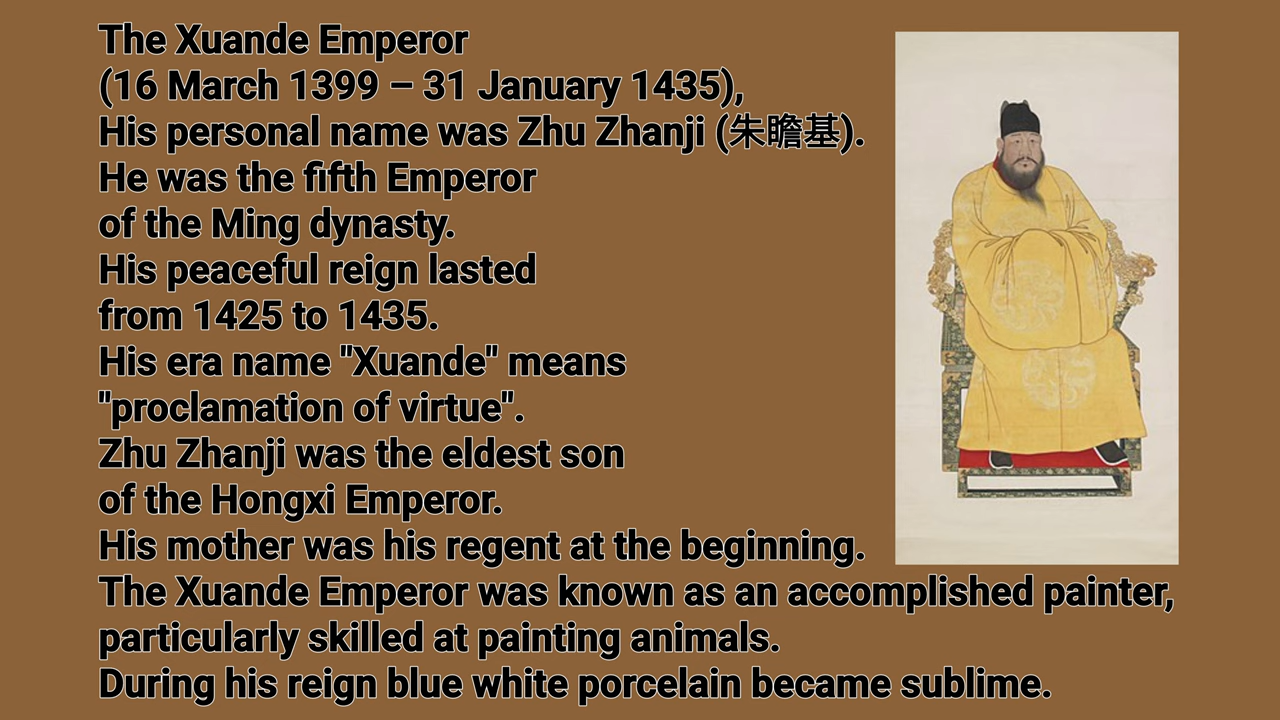 The Xuande Emperor
(16 March 1399 – 31 January 1435),
His personal name was Zhu Zhanji (朱瞻基).
He was the fifth Emperor
of the Ming dynasty.
His peaceful reign lasted
from 1425 to 1435.
His era name "Xuande" means
"proclamation of virtue".
Zhu Zhanji was the eldest son
of the Hongxi Emperor.
His mother was his regent at the beginning.
The Xuande Emperor was known as an accomplished painter,
particularly skilled at painting animals.
During his reign blue white porcelain became sublime.